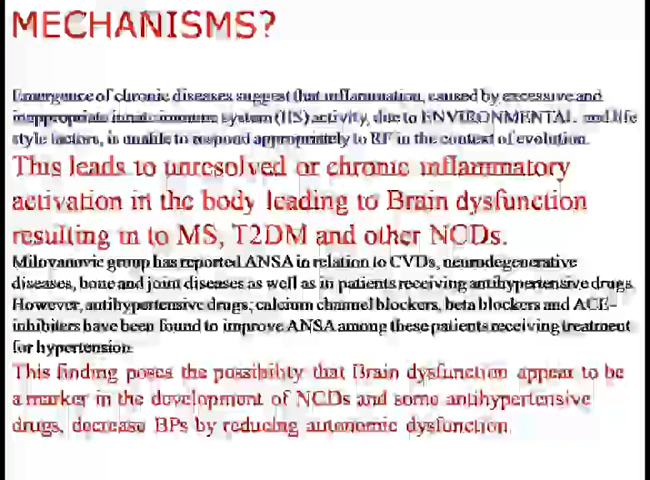 MECHANISMS?
Emergence of chronic diseases suggest that inflammation, caused by excessive and
inappropriate innate immune system (IIS) activity, due to ENVIRONMENTAL and life
style factors, is unable to respond appropriately to RF in the context of evolution.
This leads to unresolved or chronic inflammatory
activation in the body leading to Brain dysfunction
resulting in to MS, T2DM and other NCDs.
Milovanovic group has reported ANSA in relation to CVDs, neurodegenerative
diseases, bone and joint diseases as well as in patients receiving antihypertensive drugs.
However, antihypertensive drugs; calcium channel blockers, beta blockers and ACE-
inhibiters have been found to improve ANSA among these patients receiving treatment
for hypertension.
This finding poses the possibility that Brain dysfunction appear to be
a marker in the development of NCDs and some antihypertensive
drugs, decrease BPs by reducing autonomic dysfunction.